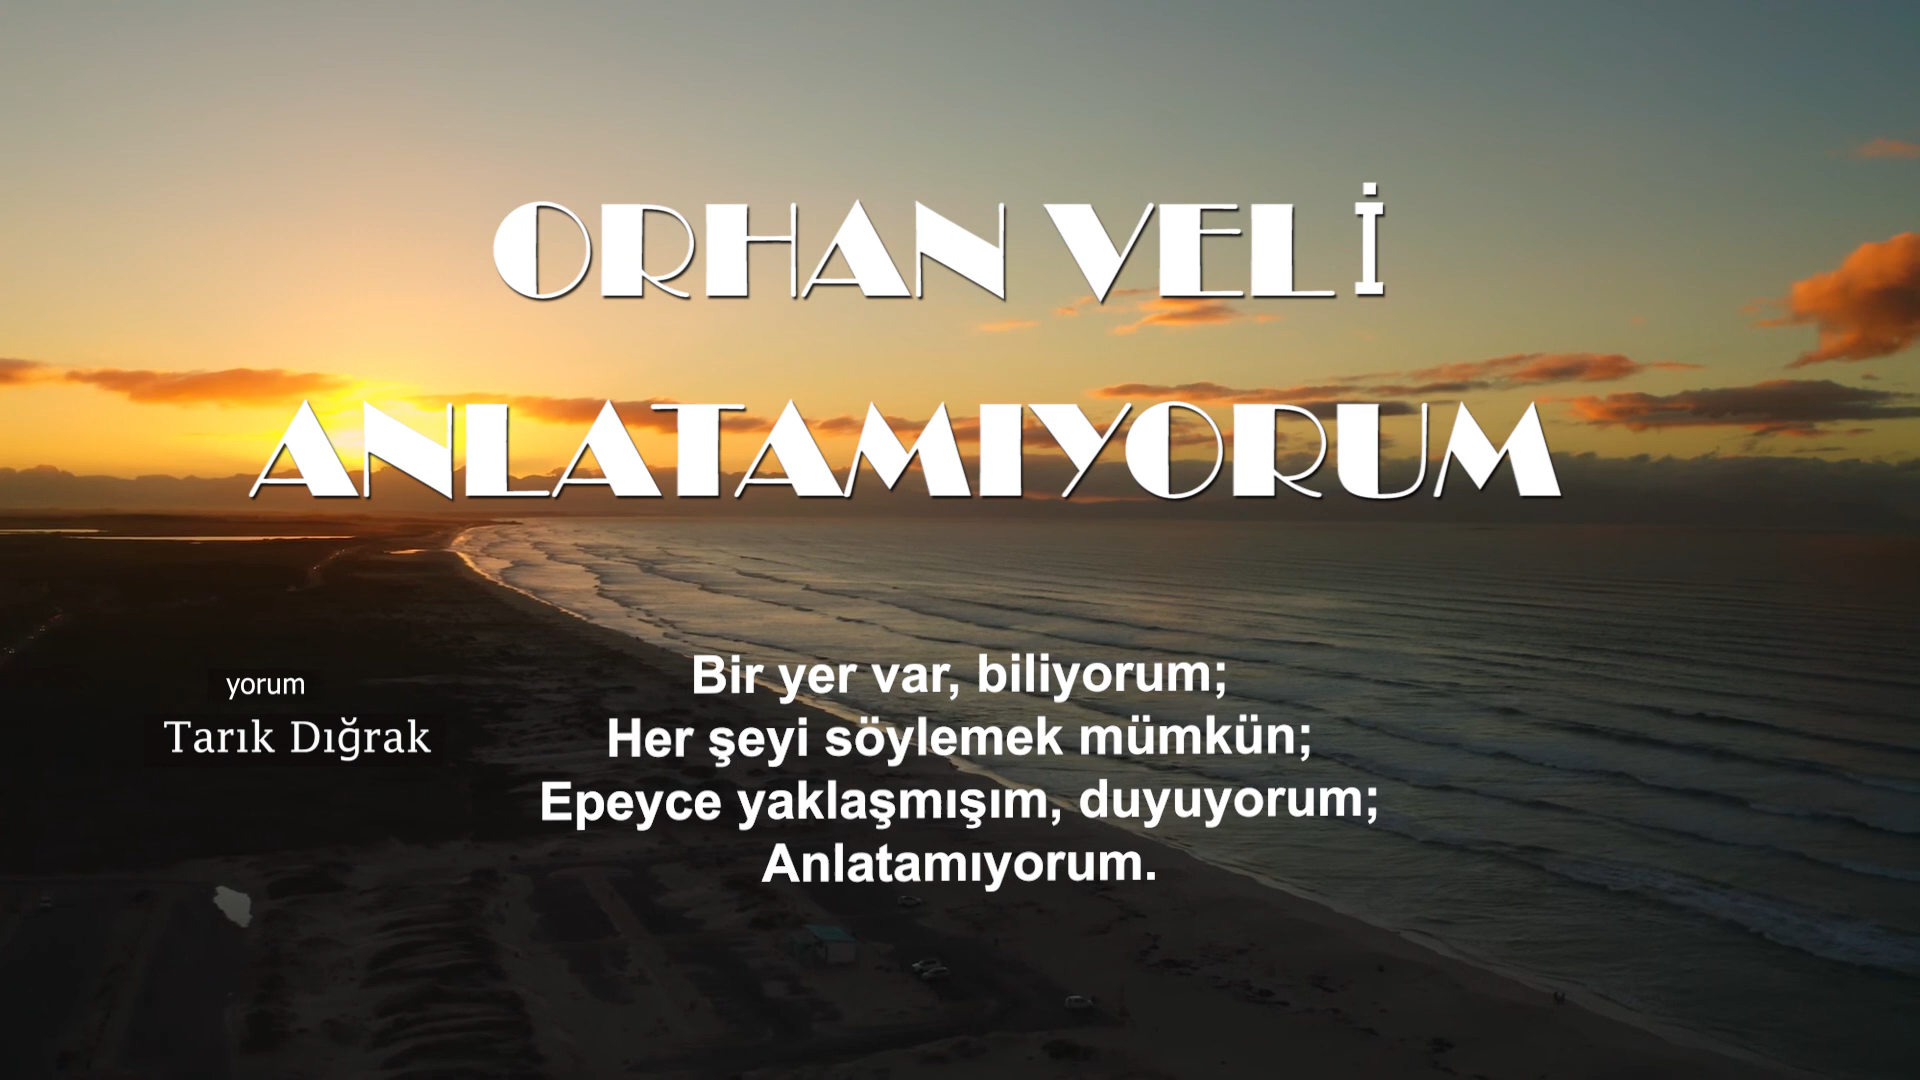 ORHAN VELİ
ANLATAMIYORUM
yorum
Tarık Dığrak
Bir yer var, biliyorum;
Her şeyi söylemek mümkün;
Epeyce yaklaşmışım, duyuyorum;
Anlatamıyorum.